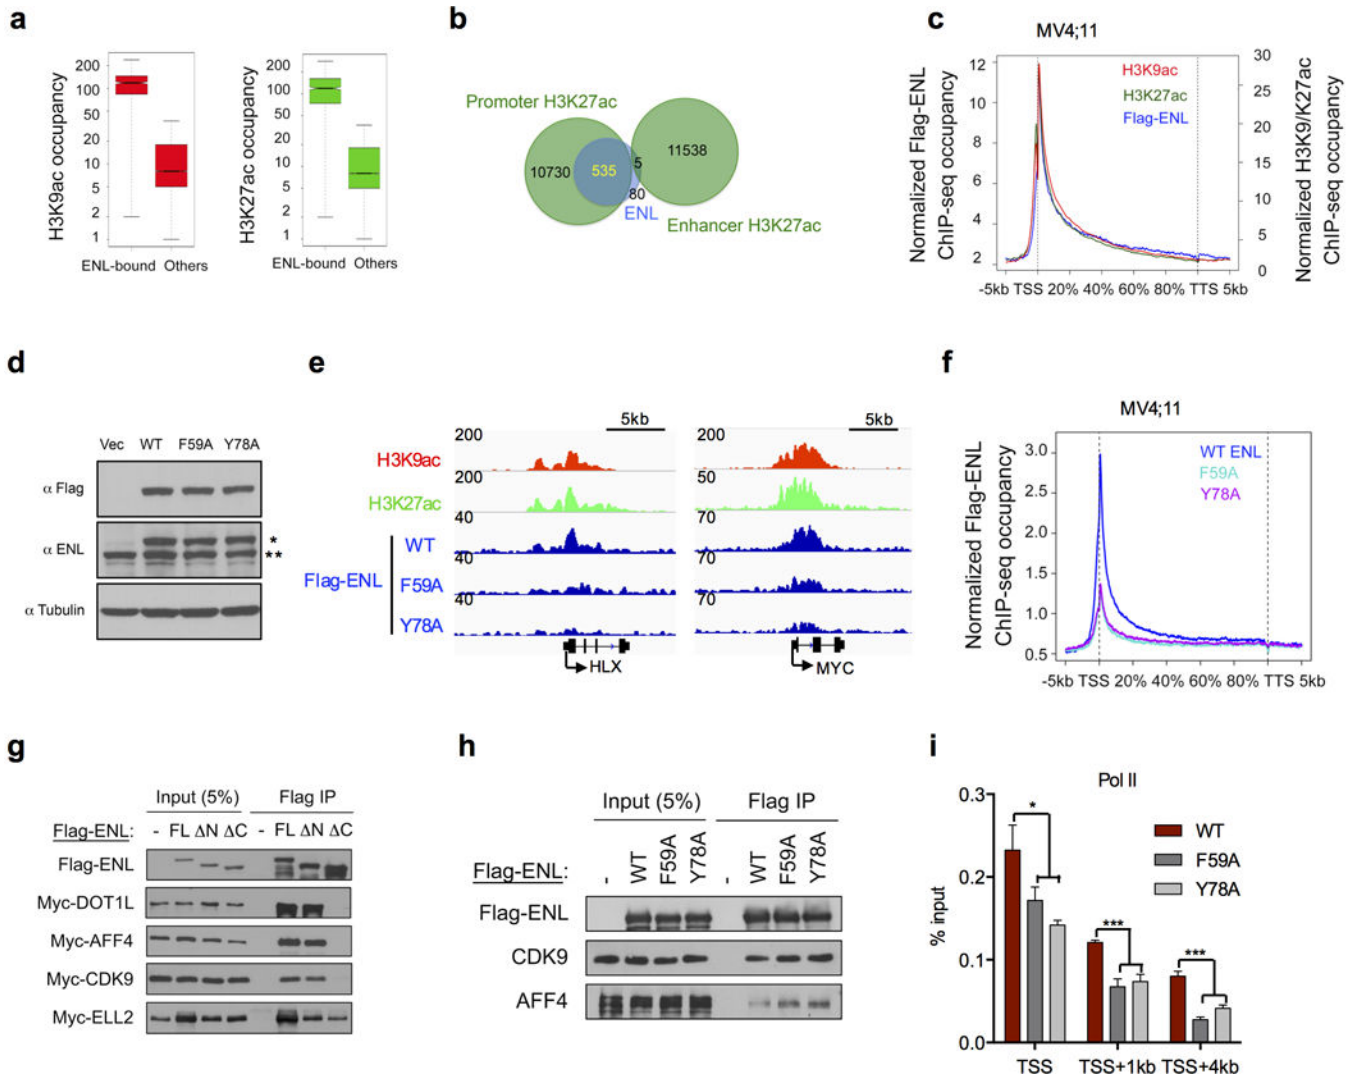 a
H3K9ac occupancy
200
100
50
20
10
5
2
1
ENL-bound Others
H3K27ac occupancy
200
100
50
20
10
5
2
1
ENL-bound Others
b
Promoter H3K27ac
10730
535
5
11538
80
ENL
Enhancer H3K27ac
c
MV4;11
Normalized Flag-ENL
ChIP-seq occupancy
12
10
8
6
4
2
H3K9ac
H3K27ac
Flag-ENL
30
25
20
15
10
5
0
Normalized H3K9/K27ac
ChIP-seq occupancy
-5kb TSS 20% 40% 60% 80% TTS 5kb
d
Vec WT F59A Y78A
α Flag
α ENL
*
**
α Tubulin
e
5kb
5kb
H3K9ac
200
200
H3K27ac
200
50
Flag-ENL
WT
40
70
F59A
40
70
Y78A
40
70
HLX
MYC
f
MV4;11
Normalized Flag-ENL
ChIP-seq occupancy
3.0
2.5
2.0
1.5
1.0
0.5
WT ENL
F59A
Y78A
-5kb TSS 20% 40% 60% 80% TTS 5kb
g
Input (5%) Flag IP
Flag-ENL: - FL ΔN ΔC - FL ΔN ΔC
Flag-ENL
Myc-DOT1L
Myc-AFF4
Myc-CDK9
Myc-ELL2
h
Input (5%) Flag IP
Flag-ENL: - WT F59A Y78A - WT F59A Y78A
Flag-ENL
CDK9
AFF4
i
Pol II
% input
0.3
0.2
0.1
0.0
*
***
***
WT
F59A
Y78A
TSS TSS+1kb TSS+4kb